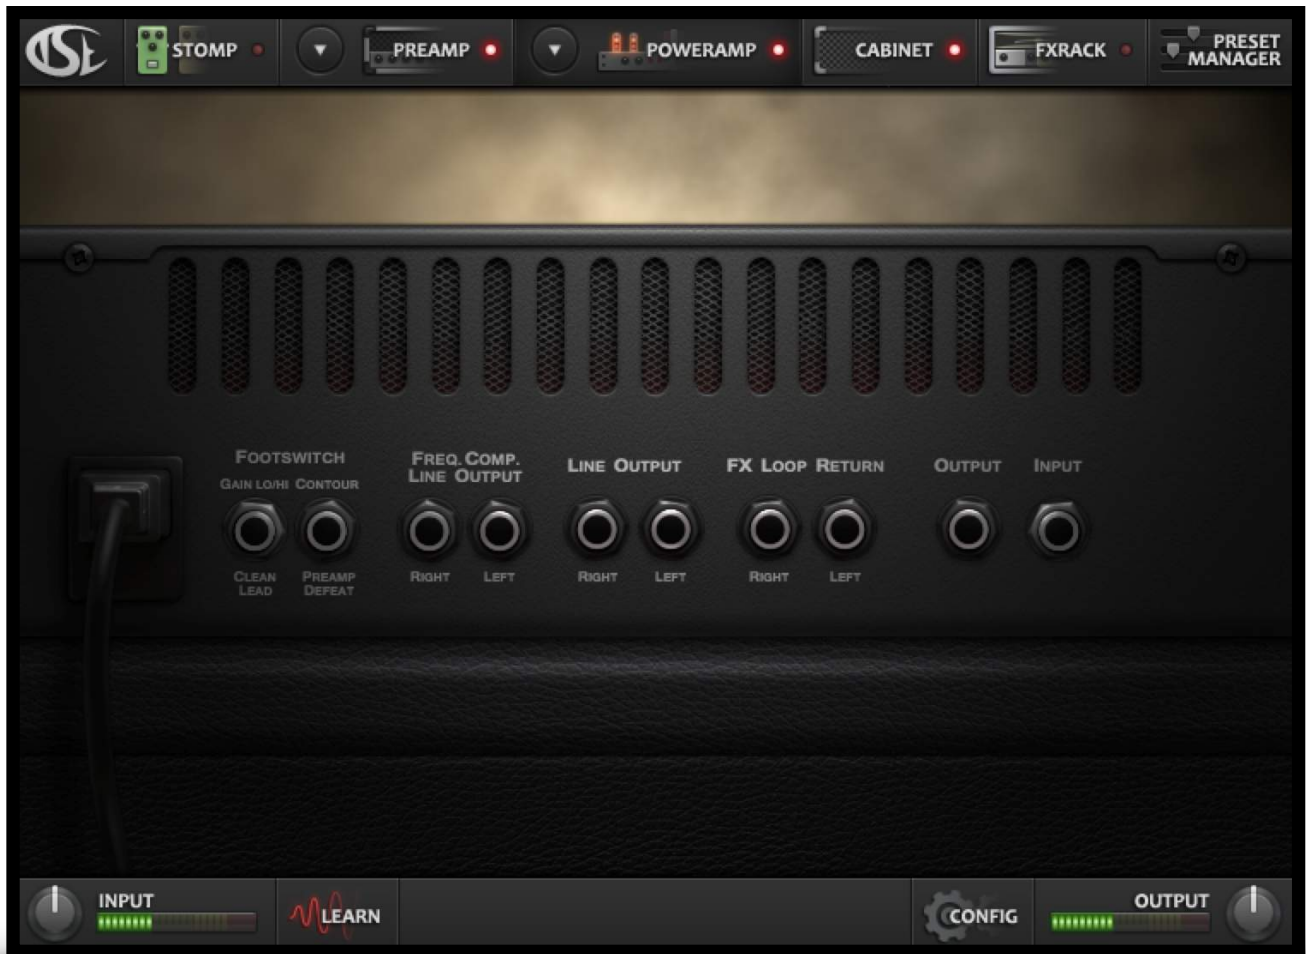 STOMP
PREAMP
POWERAMP
CABINET
FXRACK
PRESET
MANAGER
FOOTSWITCH
GAIN LO/HI CONTOUR
CLEAN
LEAD
PREAMP
DEFEAT
FREQ. COMP.
LINE OUTPUT
RIGHT LEFT
LINE OUTPUT
RIGHT LEFT
FX LOOP RETURN
RIGHT LEFT
OUTPUT
INPUT
INPUT
LEARN
CONFIG
OUTPUT